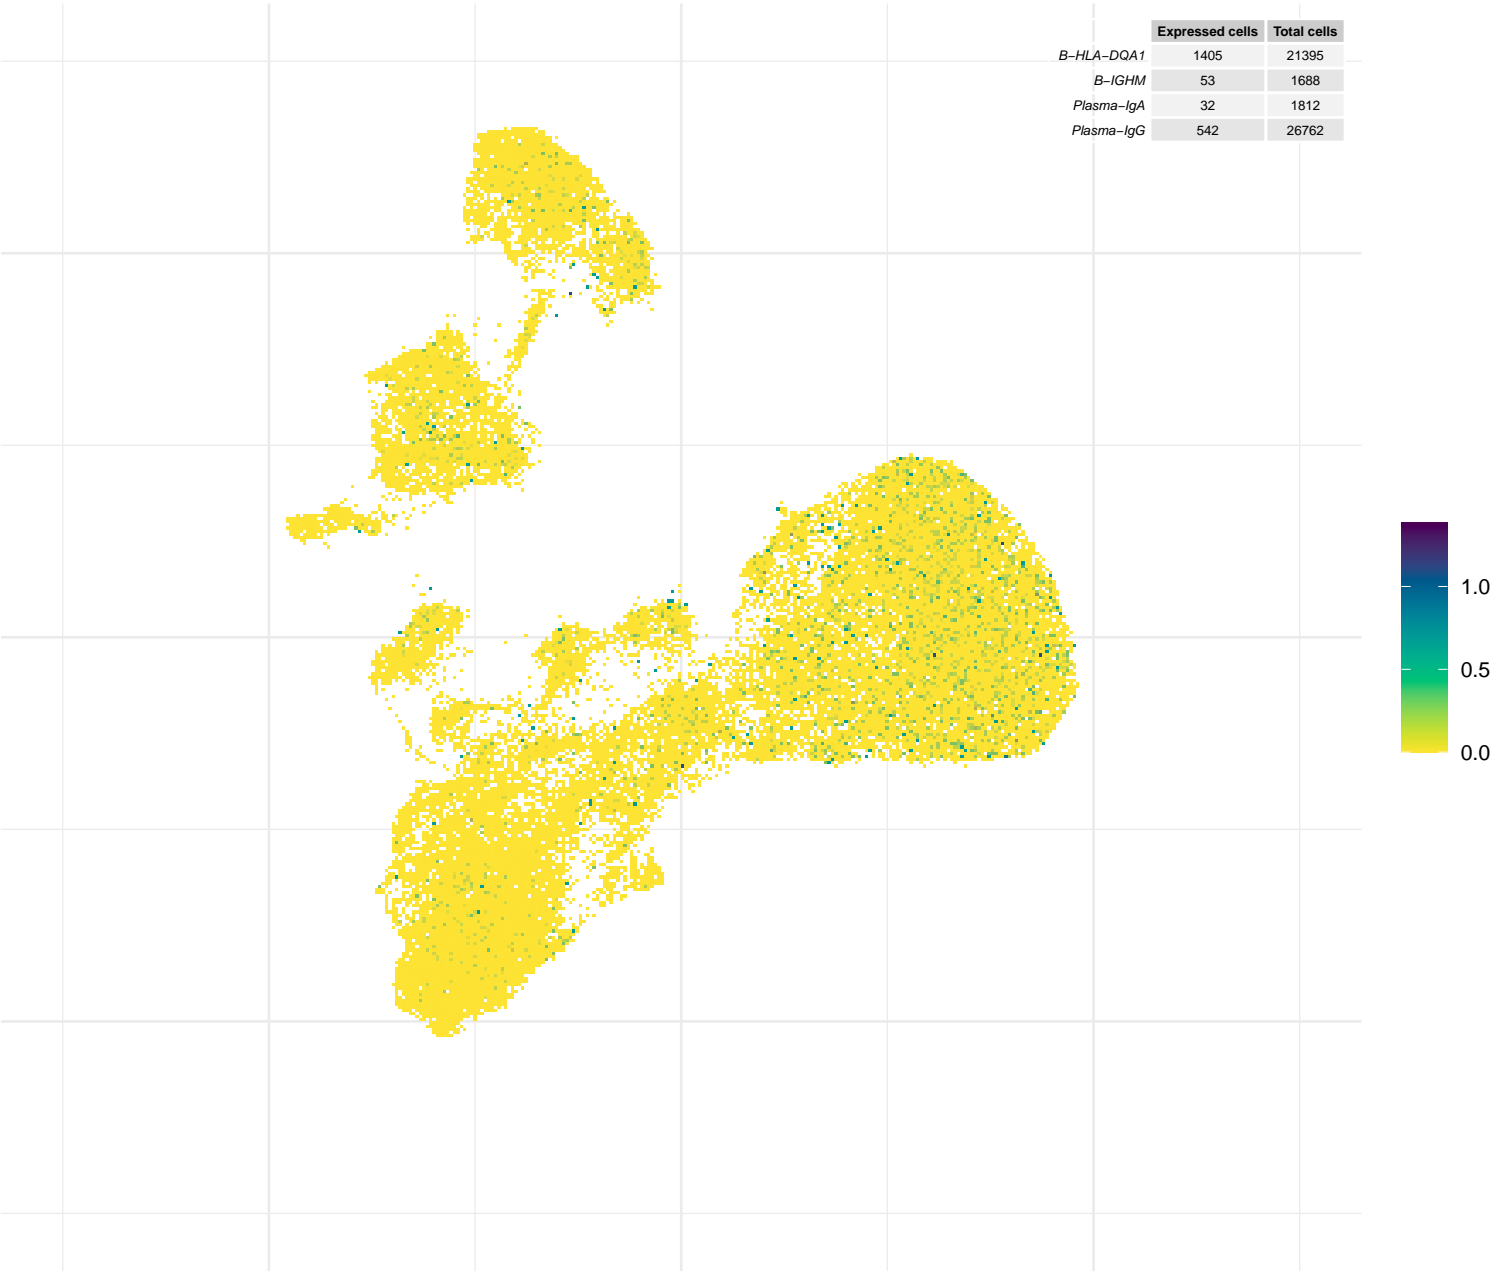 Expressed cells Total cells
B−HLA−DQA1 1405 21395
B−IGHM 53 1688
Plasma−IgA 32 1812
Plasma−IgG 542 26762
1.0
0.5
0.0